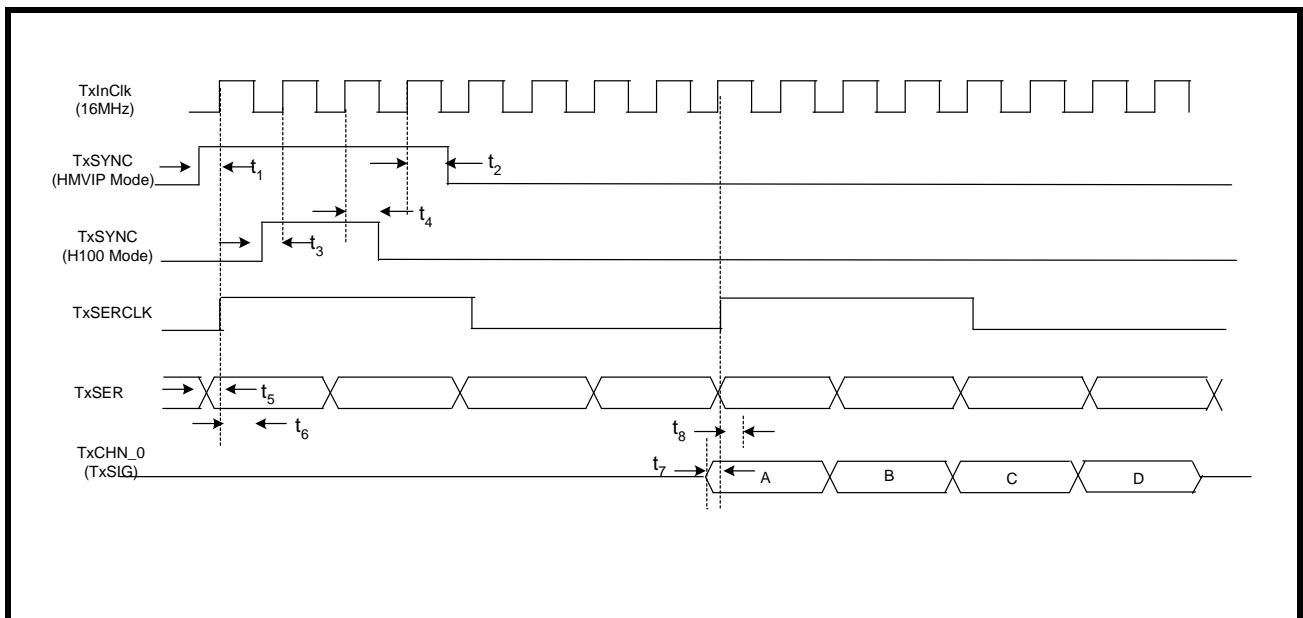 TxInClk
(16MHz)
TxSYNC
(HMVIP Mode)
t1
t2
t4
TxSYNC
(H100 Mode)
t3
TxSERCLK
TxSER
t5
t6
t8
TxCHN_0
(TxSIG)
t7
A
B
C
D